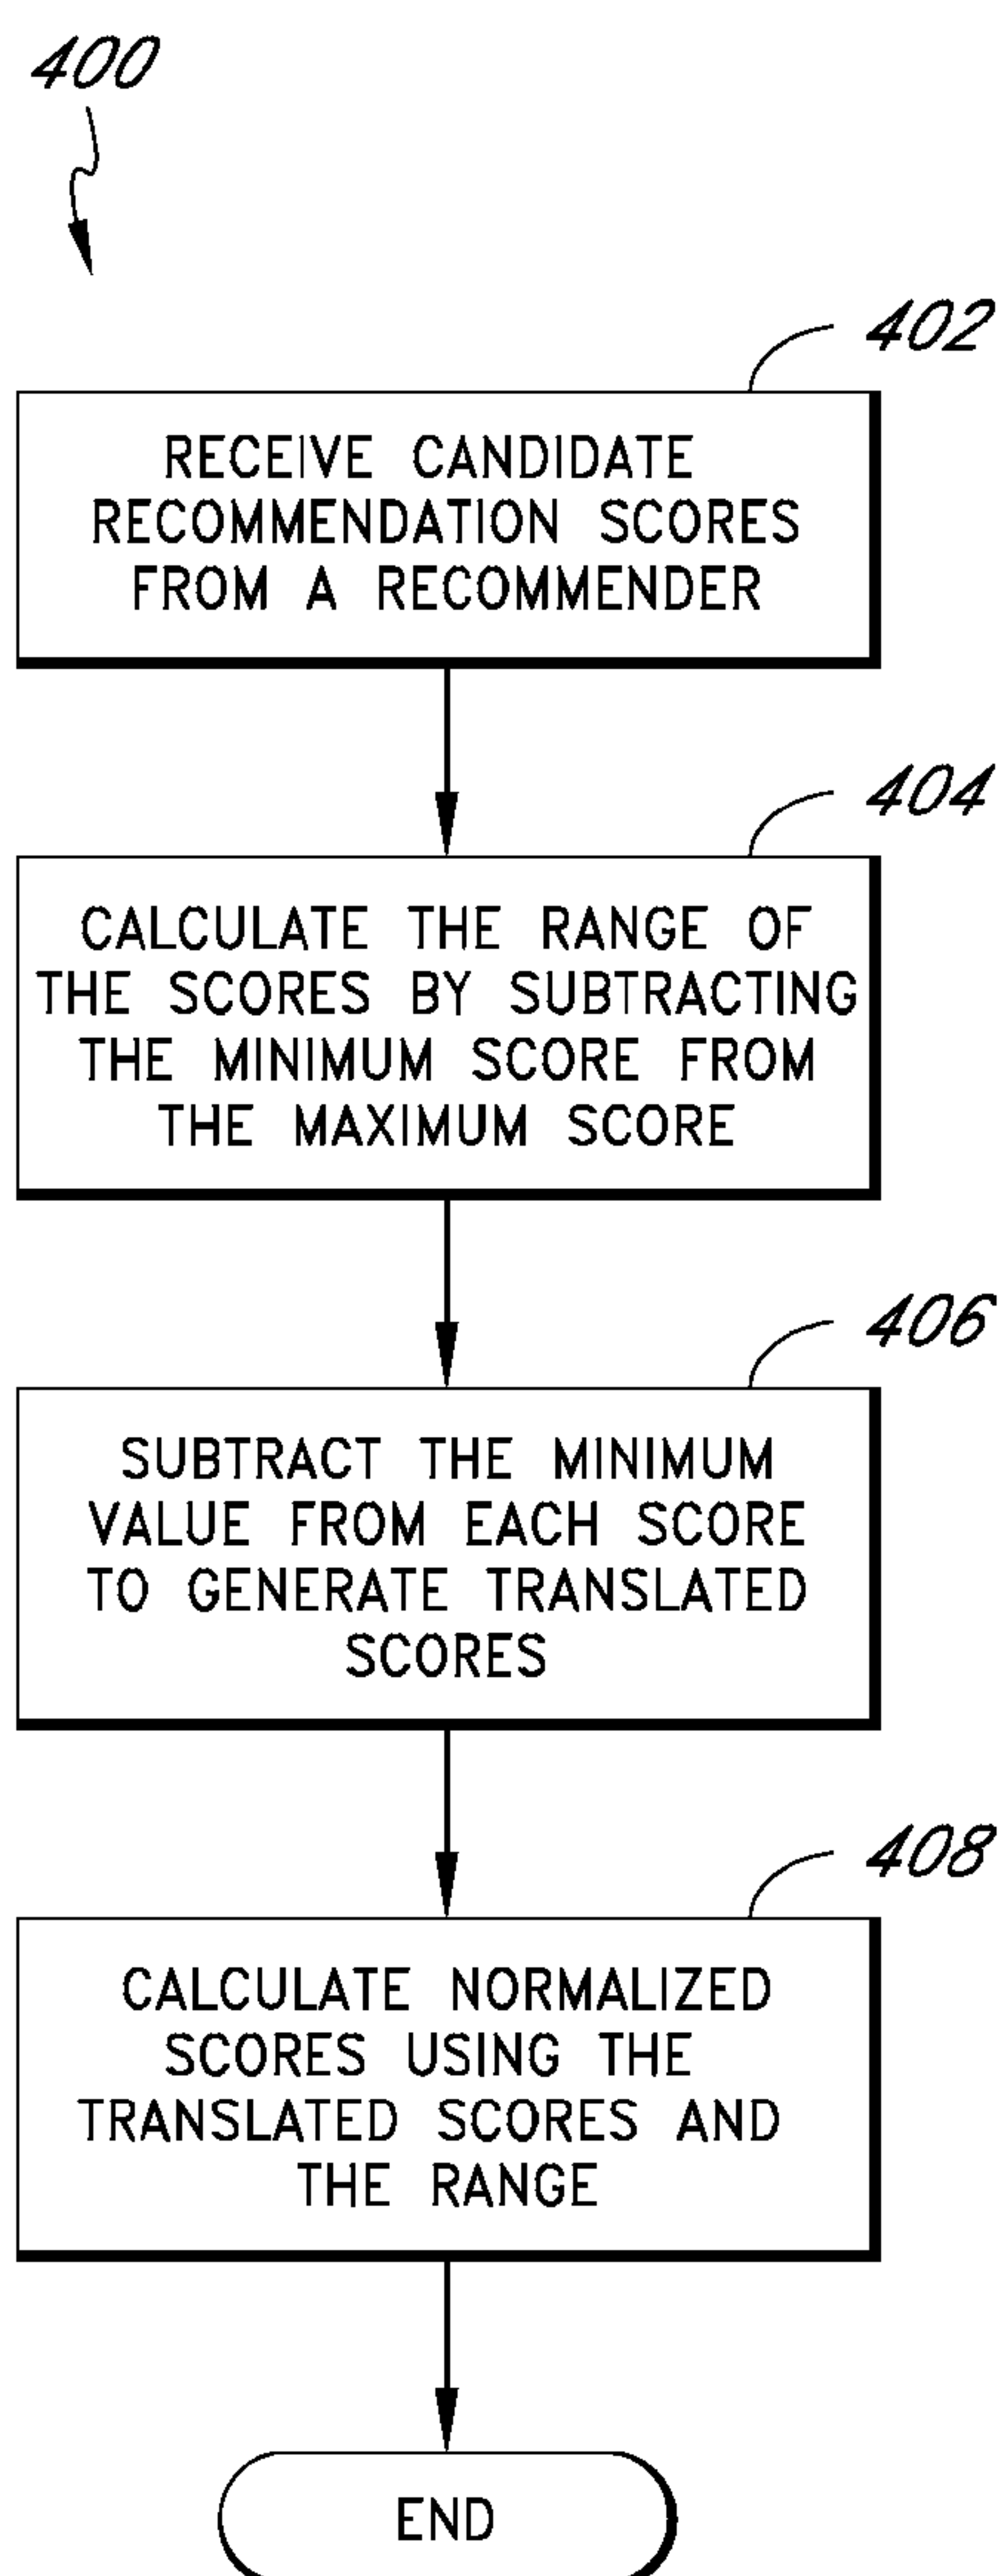 400
402
RECEIVE CANDIDATE
RECOMMENDATION SCORES
FROM A RECOMMENDER
404
CALCULATE THE RANGE OF
THE SCORES BY SUBTRACTING
THE MINIMUM SCORE FROM
THE MAXIMUM SCORE
406
SUBTRACT THE MINIMUM
VALUE FROM EACH SCORE
TO GENERATE TRANSLATED
SCORES
408
CALCULATE NORMALIZED
SCORES USING THE
TRANSLATED SCORES AND
THE RANGE
END